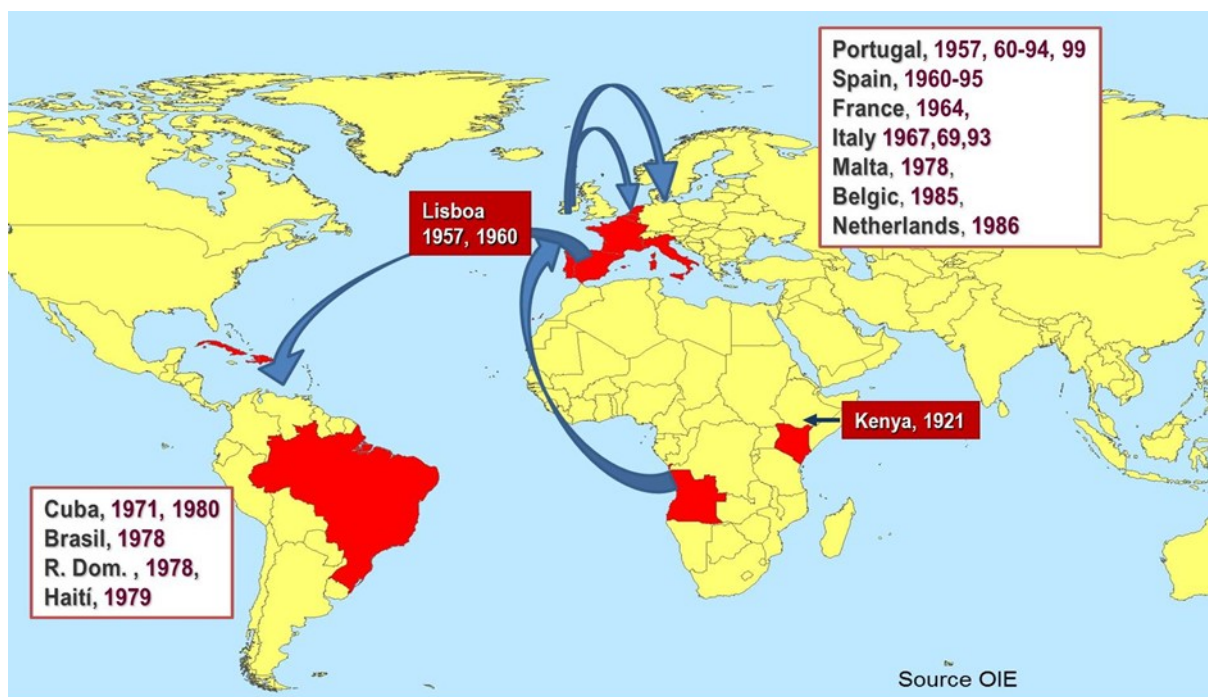 Portugal, 1957, 60-94, 99
Spain, 1960-95
France, 1964,
Italy 1967,69,93
Malta, 1978,
Belgic, 1985,
Netherlands, 1986
Lisboa
1957, 1960
Kenya, 1921
Cuba, 1971, 1980
Brasil, 1978
R. Dom. , 1978,
Haití, 1979
Source OIE